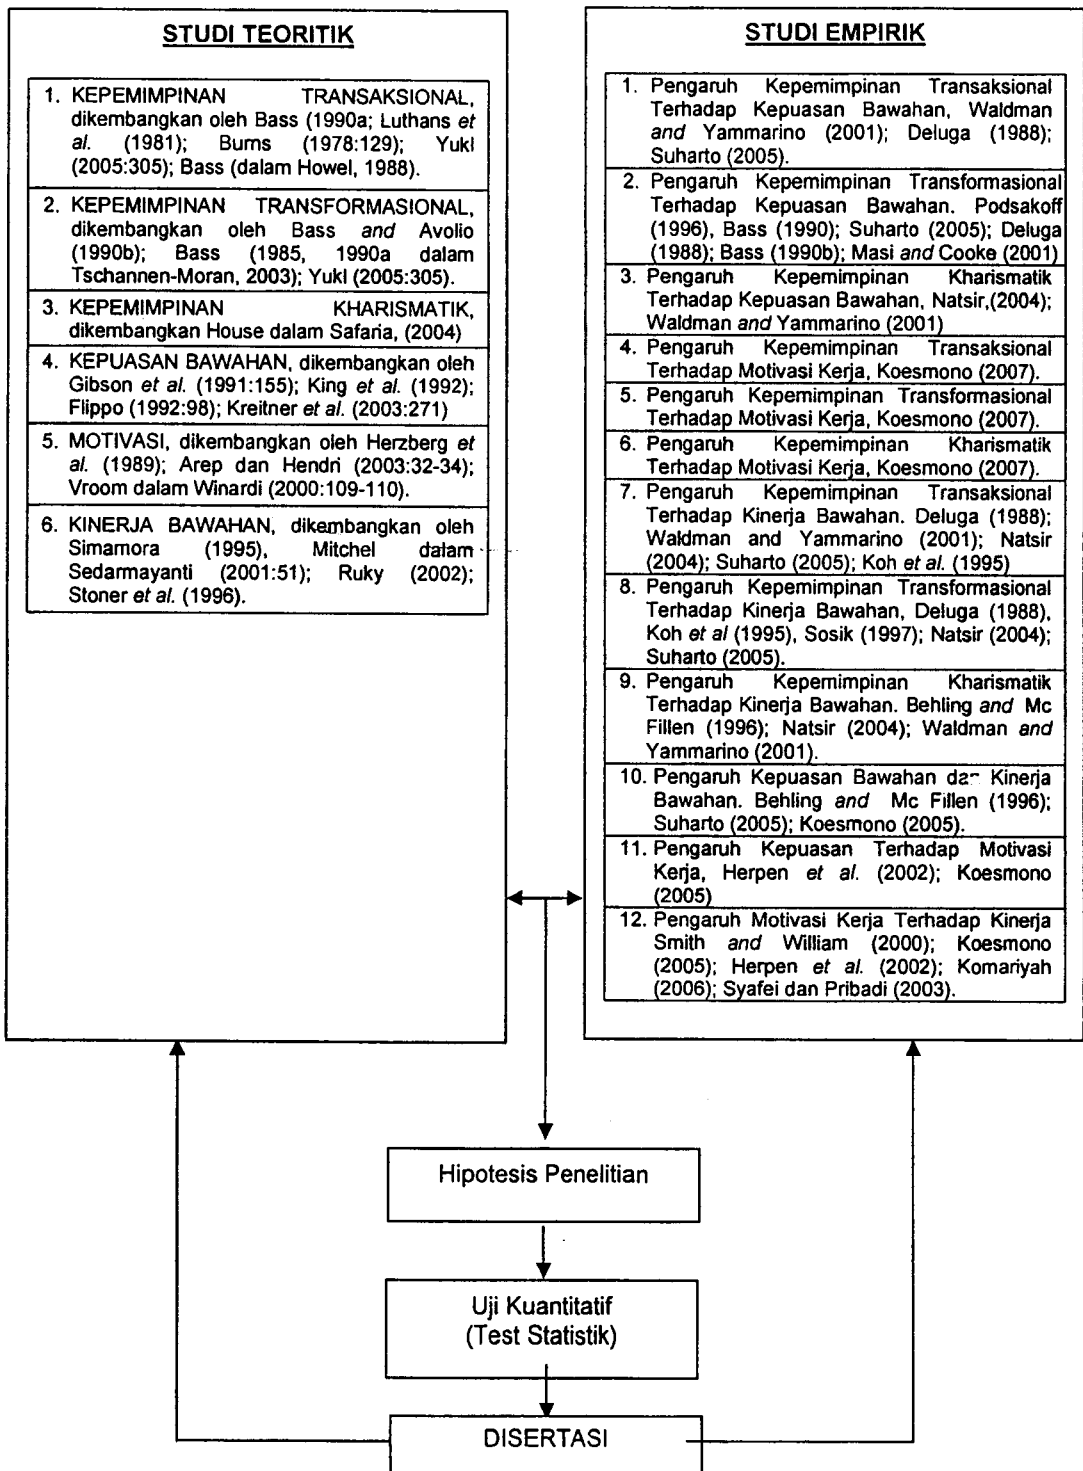 STUDI TEORITIK
1. KEPEMIMPINAN TRANSAKSIONAL,
dikembangkan oleh Bass (1990a; Luthans et
al. (1981); Burns (1978:129); Yukl
(2005:305); Bass (dalam Howel, 1988).
2. KEPEMIMPINAN TRANSFORMASIONAL,
dikembangkan oleh Bass and Avolio
(1990b); Bass (1985, 1990a dalam
Tschannen-Moran, 2003); Yukl (2005:305).
3. KEPEMIMPINAN KHARISMATIK,
dikembangkan House dalam Safaria, (2004)
4. KEPUASAN BAWAHAN, dikembangkan oleh
Gibson et al. (1991:155); King et al. (1992);
Flippo (1992:98); Kreitner et al. (2003:271)
5. MOTIVASI, dikembangkan oleh Herzberg et
al. (1989); Arep dan Hendri (2003:32-34);
Vroom dalam Winardi (2000:109-110).
6. KINERJA BAWAHAN, dikembangkan oleh
Simamora (1995), Mitchel dalam
Sedarmayanti (2001:51); Ruky (2002);
Stoner et al. (1996).
STUDI EMPIRIK
1. Pengaruh Kepemimpinan Transaksional
Terhadap Kepuasan Bawahan, Waldman
and Yammarino (2001); Deluga (1988);
Suharto (2005).
2. Pengaruh Kepemimpinan Transformasional
Terhadap Kepuasan Bawahan. Podsakoff
(1996), Bass (1990); Suharto (2005); Deluga
(1988); Bass (1990b); Masi and Cooke (2001)
3. Pengaruh Kepemimpinan Kharismatik
Terhadap Kepuasan Bawahan, Natsir,(2004);
Waldman and Yammarino (2001)
4. Pengaruh Kepemimpinan Transaksional
Terhadap Motivasi Kerja, Koesmono (2007).
5. Pengaruh Kepemimpinan Transformasional
Terhadap Motivasi Kerja, Koesmono (2007).
6. Pengaruh Kepemimpinan Kharismatik
Terhadap Motivasi Kerja, Koesmono (2007).
7. Pengaruh Kepemimpinan Transaksional
Terhadap Kinerja Bawahan. Deluga (1988);
Waldman and Yammarino (2001); Natsir
(2004); Suharto (2005); Koh et al. (1995)
8. Pengaruh Kepemimpinan Transformasional
Terhadap Kinerja Bawahan, Deluga (1988),
Koh et al (1995), Sosik (1997); Natsir (2004);
Suharto (2005).
9. Pengaruh Kepemimpinan Kharismatik
Terhadap Kinerja Bawahan. Behling and Mc
Fillen (1996); Natsir (2004); Waldman and
Yammarino (2001).
10. Pengaruh Kepuasan Bawahan dan Kinerja
Bawahan. Behling and Mc Fillen (1996);
Suharto (2005); Koesmono (2005).
11. Pengaruh Kepuasan Terhadap Motivasi
Kerja, Herpen et al. (2002); Koesmono
(2005)
12. Pengaruh Motivasi Kerja Terhadap Kinerja
Smith and William (2000); Koesmono
(2005); Herpen et al. (2002); Komariyah
(2006); Syafei dan Pribadi (2003).
Hipotesis Penelitian
Uji Kuantitatif
(Test Statistik)
DISERTASI